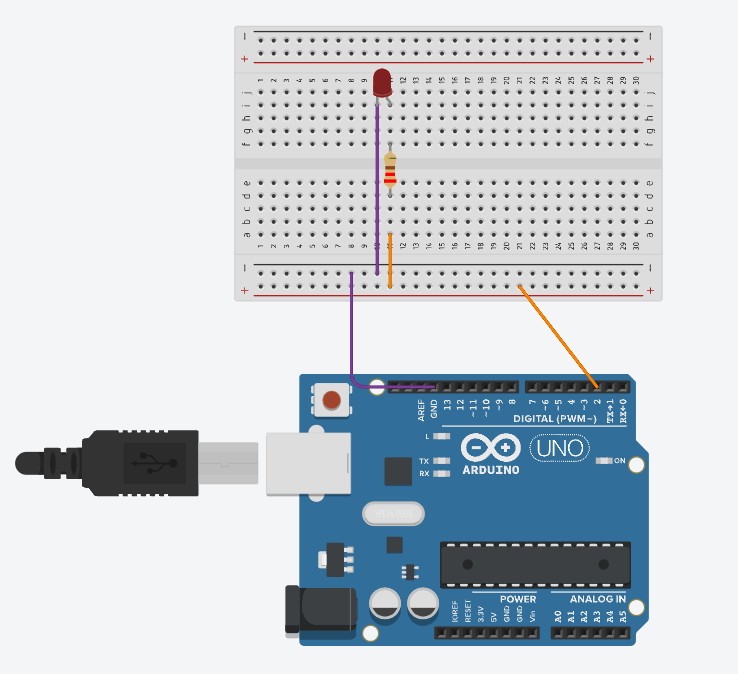 − −
+ +
1 2 3 4 5 6 7 8 9 12 13 14 15 16 17 18 19 20 21 22 23 24 25 26 27 28 29 30
j j
i i
h h
g g
f f
e e
d d
c c
b b
a a
1 2 3 4 5 6 7 8 9 12 13 14 15 16 17 18 19 20 21 22 23 24 25 26 27 28 29 30
− −
+ +
AREF GND 13 12 ~11 ~10 ~9 8 7 ~6 ~5 4 ~3 2 TX→1 RX←0
DIGITAL (PWM~)
L
TX
RX
ARDUINO
UNO
ON
POWER ANALOG IN
IOREF RESET 3.3V 5V GND GND Vin A0 A1 A2 A3 A4 A5